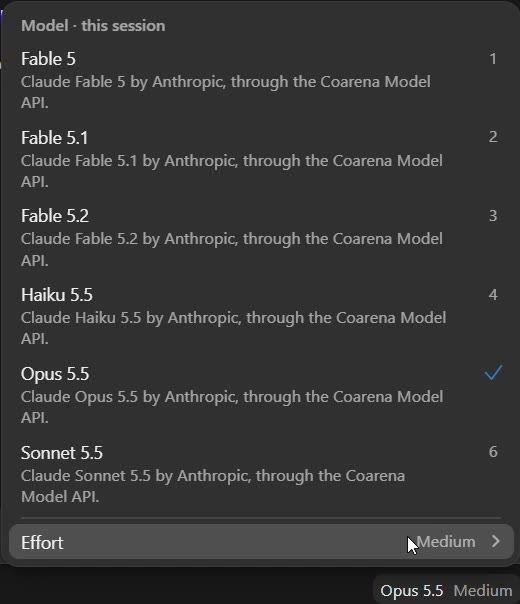 Model · this session
Fable 5 1
Claude Fable 5 by Anthropic, through the Coarena Model
API.
Fable 5.1 2
Claude Fable 5.1 by Anthropic, through the Coarena Model
API.
Fable 5.2 3
Claude Fable 5.2 by Anthropic, through the Coarena Model
API.
Haiku 5.5 4
Claude Haiku 5.5 by Anthropic, through the Coarena Model
API.
Opus 5.5
Claude Opus 5.5 by Anthropic, through the Coarena Model
API.
Sonnet 5.5 6
Claude Sonnet 5.5 by Anthropic, through the Coarena
Model API.
Effort Medium
Opus 5.5 Medium